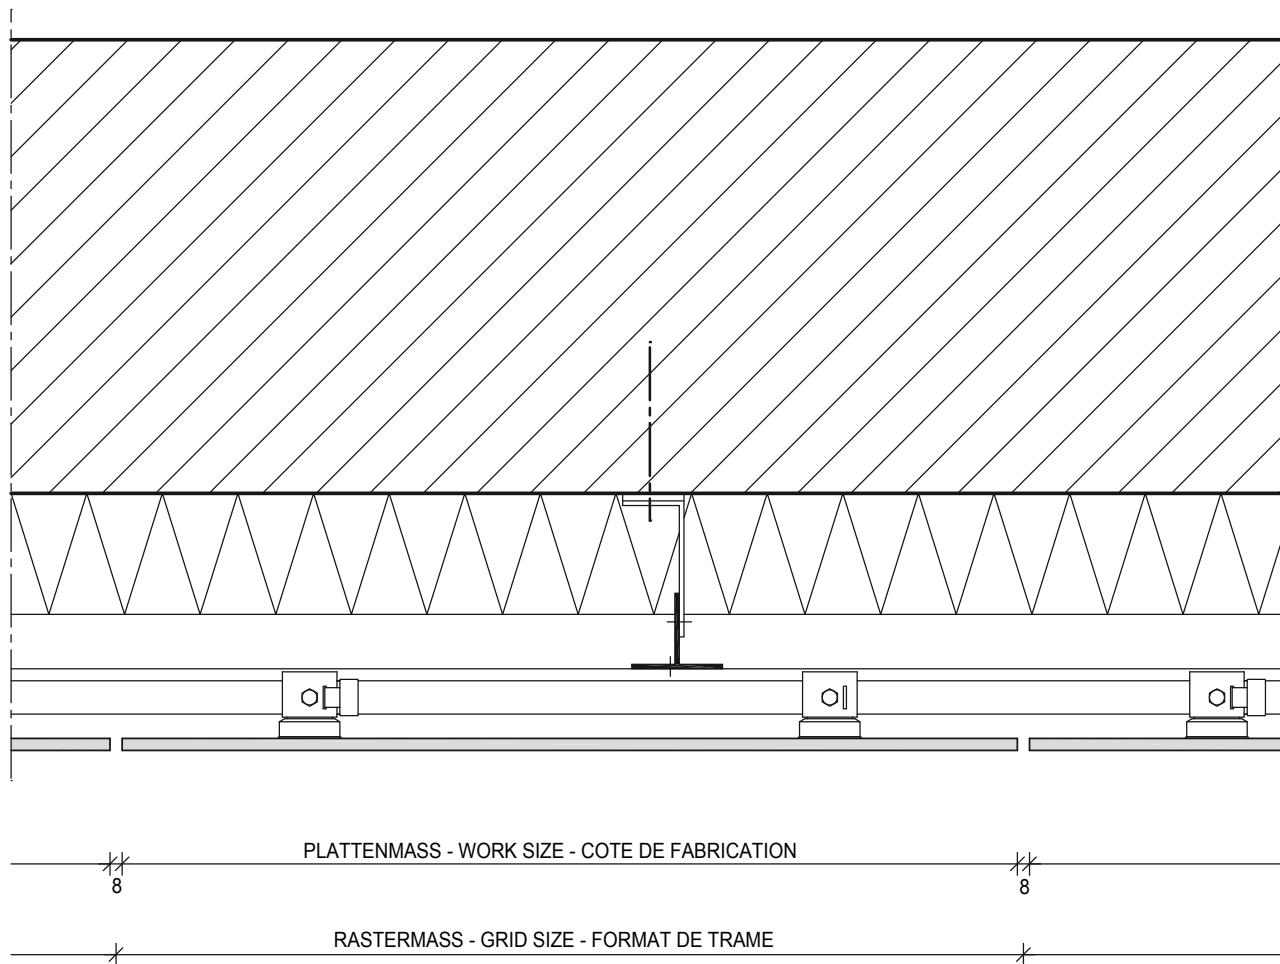 PLATTENMASS - WORK SIZE - COTE DE FABRICATION
8
8
RASTERMASS - GRID SIZE - FORMAT DE TRAME